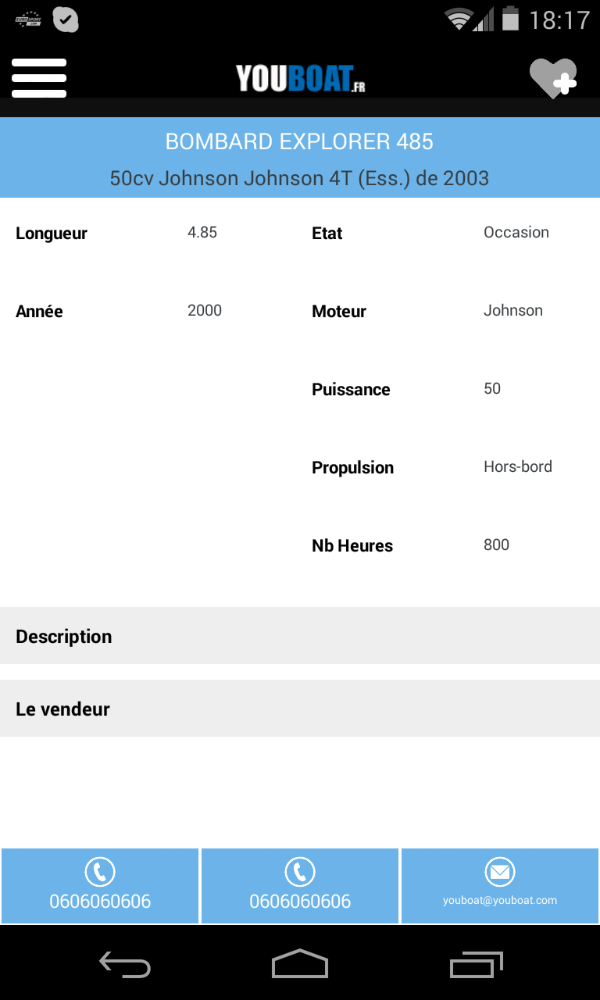 18:17
YOUBOAT.FR
BOMBARD EXPLORER 485
50cv Johnson Johnson 4T (Ess.) de 2003
Longueur 4.85 Etat Occasion
Année 2000 Moteur Johnson
Puissance 50
Propulsion Hors-bord
Nb Heures 800
Description
Le vendeur
0606060606 0606060606 youboat@youboat.com